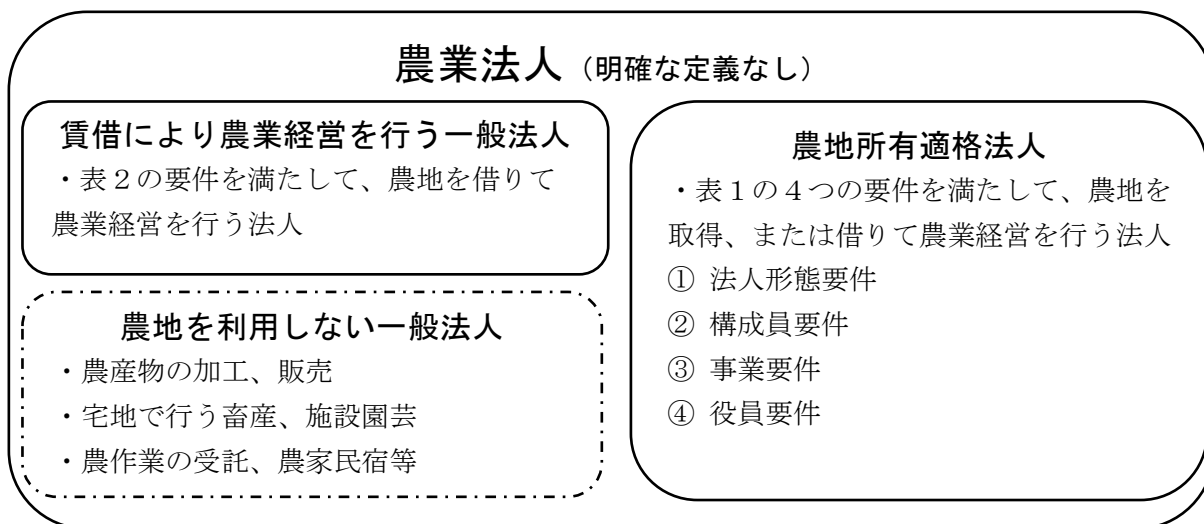 農業法人（明確な定義なし）
賃借により農業経営を行う一般法人
・表２の要件を満たして、農地を借りて
農業経営を行う法人
農地を利用しない一般法人
・農産物の加工、販売
・宅地で行う畜産、施設園芸
・農作業の受託、農家民宿等
農地所有適格法人
・表１の４つの要件を満たして、農地を
取得、または借りて農業経営を行う法人
① 法人形態要件
② 構成員要件
③ 事業要件
④ 役員要件